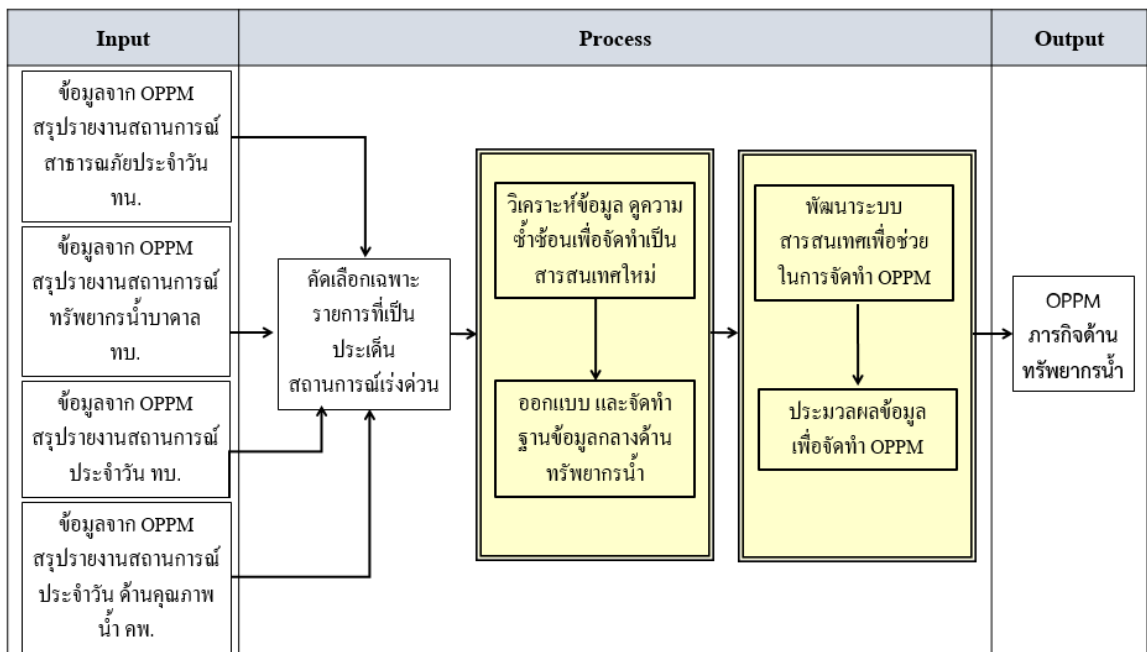 Input
Process
Output
ข้อมูลจาก OPPM
สรุปรายงานสถานการณ์
สาธารณภัยประจำวัน
ทน.
ข้อมูลจาก OPPM
สรุปรายงานสถานการณ์
ทรัพยากรน้ำบาดาล
ทบ.
ข้อมูลจาก OPPM
สรุปรายงานสถานการณ์
ประจำวัน ทบ.
ข้อมูลจาก OPPM
สรุปรายงานสถานการณ์
ประจำวัน ด้านคุณภาพ
น้ำ คพ.
คัดเลือกเฉพาะ
รายการที่เป็น
ประเด็น
สถานการณ์เร่งด่วน
วิเคราะห์ข้อมูล ดูความ
ซ้ำซ้อนเพื่อจัดทำเป็น
สารสนเทศใหม่
ออกแบบ และจัดทำ
ฐานข้อมูลกลางด้าน
ทรัพยากรน้ำ
พัฒนาระบบ
สารสนเทศเพื่อช่วย
ในการจัดทำ OPPM
ประมวลผลข้อมูล
เพื่อจัดทำ OPPM
OPPM
ภารกิจด้าน
ทรัพยากรน้ำ